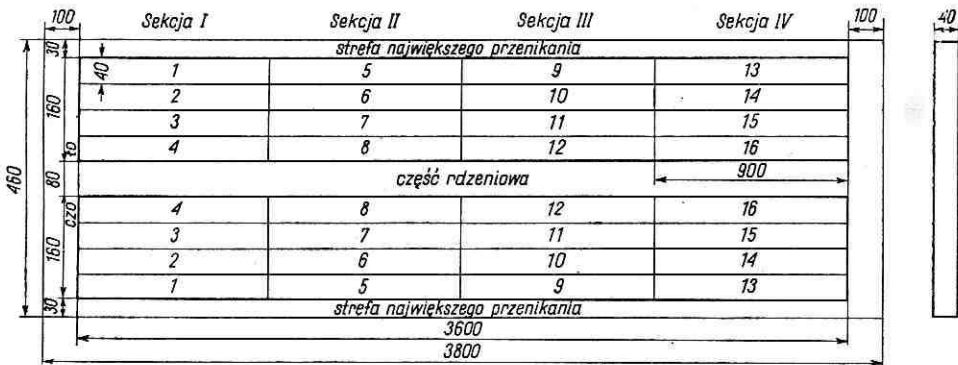 100 Sekcja I Sekcja II Sekcja III Sekcja IV 100 40
30 strefa największego przenikania
40 1 5 9 13
2 6 10 14
160 3 7 11 15
4 8 12 16
460 80 część rdzeniowa 900
czoło
4 8 12 16
160 3 7 11 15
2 6 10 14
1 5 9 13
30 strefa największego przenikania
3600
3800